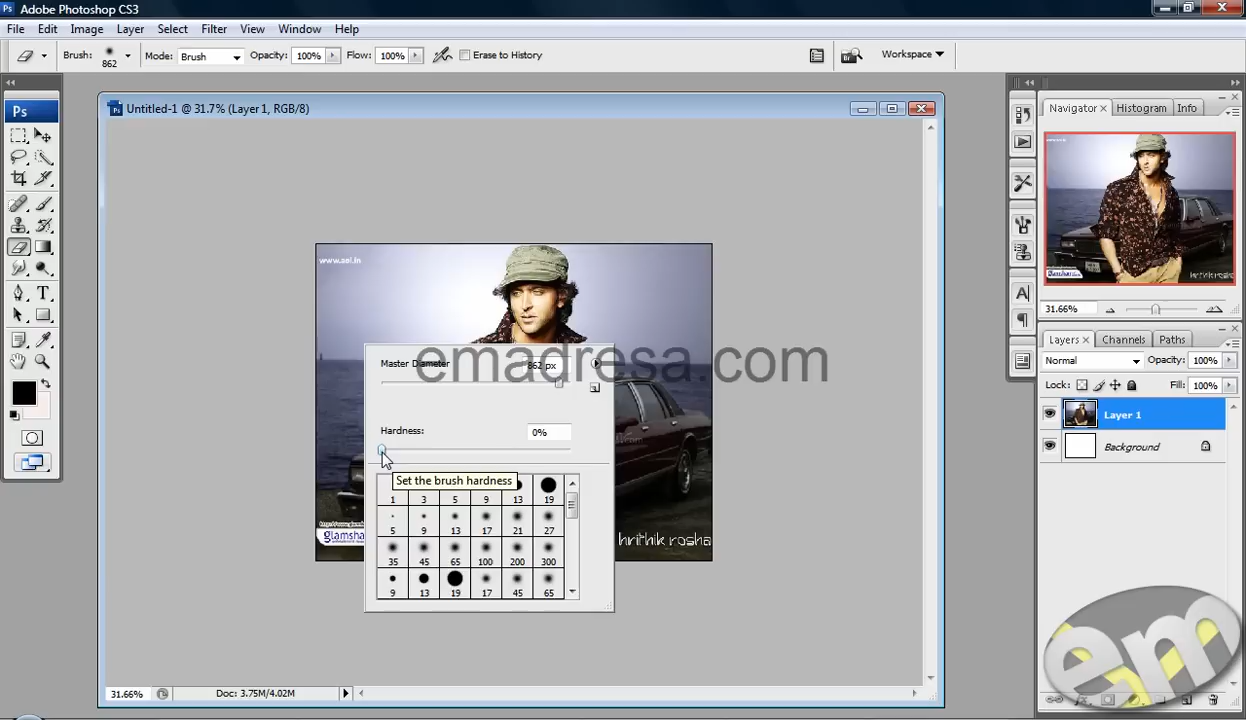 Adobe Photoshop CS3
File Edit Image Layer Select Filter View Window Help
Brush: 862 Mode: Brush Opacity: 100% Flow: 100% Erase to History Workspace
Ps
Untitled-1 @ 31.7% (Layer 1, RGB/8)
Navigator Histogram Info
www.ael.in
31.66%
Master Diameter 862 px
emadresa.com
Hardness: 0%
Set the brush hardness
1 3 5 9 13 19
5 9 13 17 21 27
35 45 65 100 200 300
9 13 19 17 45 65
glamsha
hrithik rosha
Layers Channels Paths
Normal Opacity: 100%
Lock: Fill: 100%
Layer 1
Background
em
31.66% Doc: 3.75M/4.02M